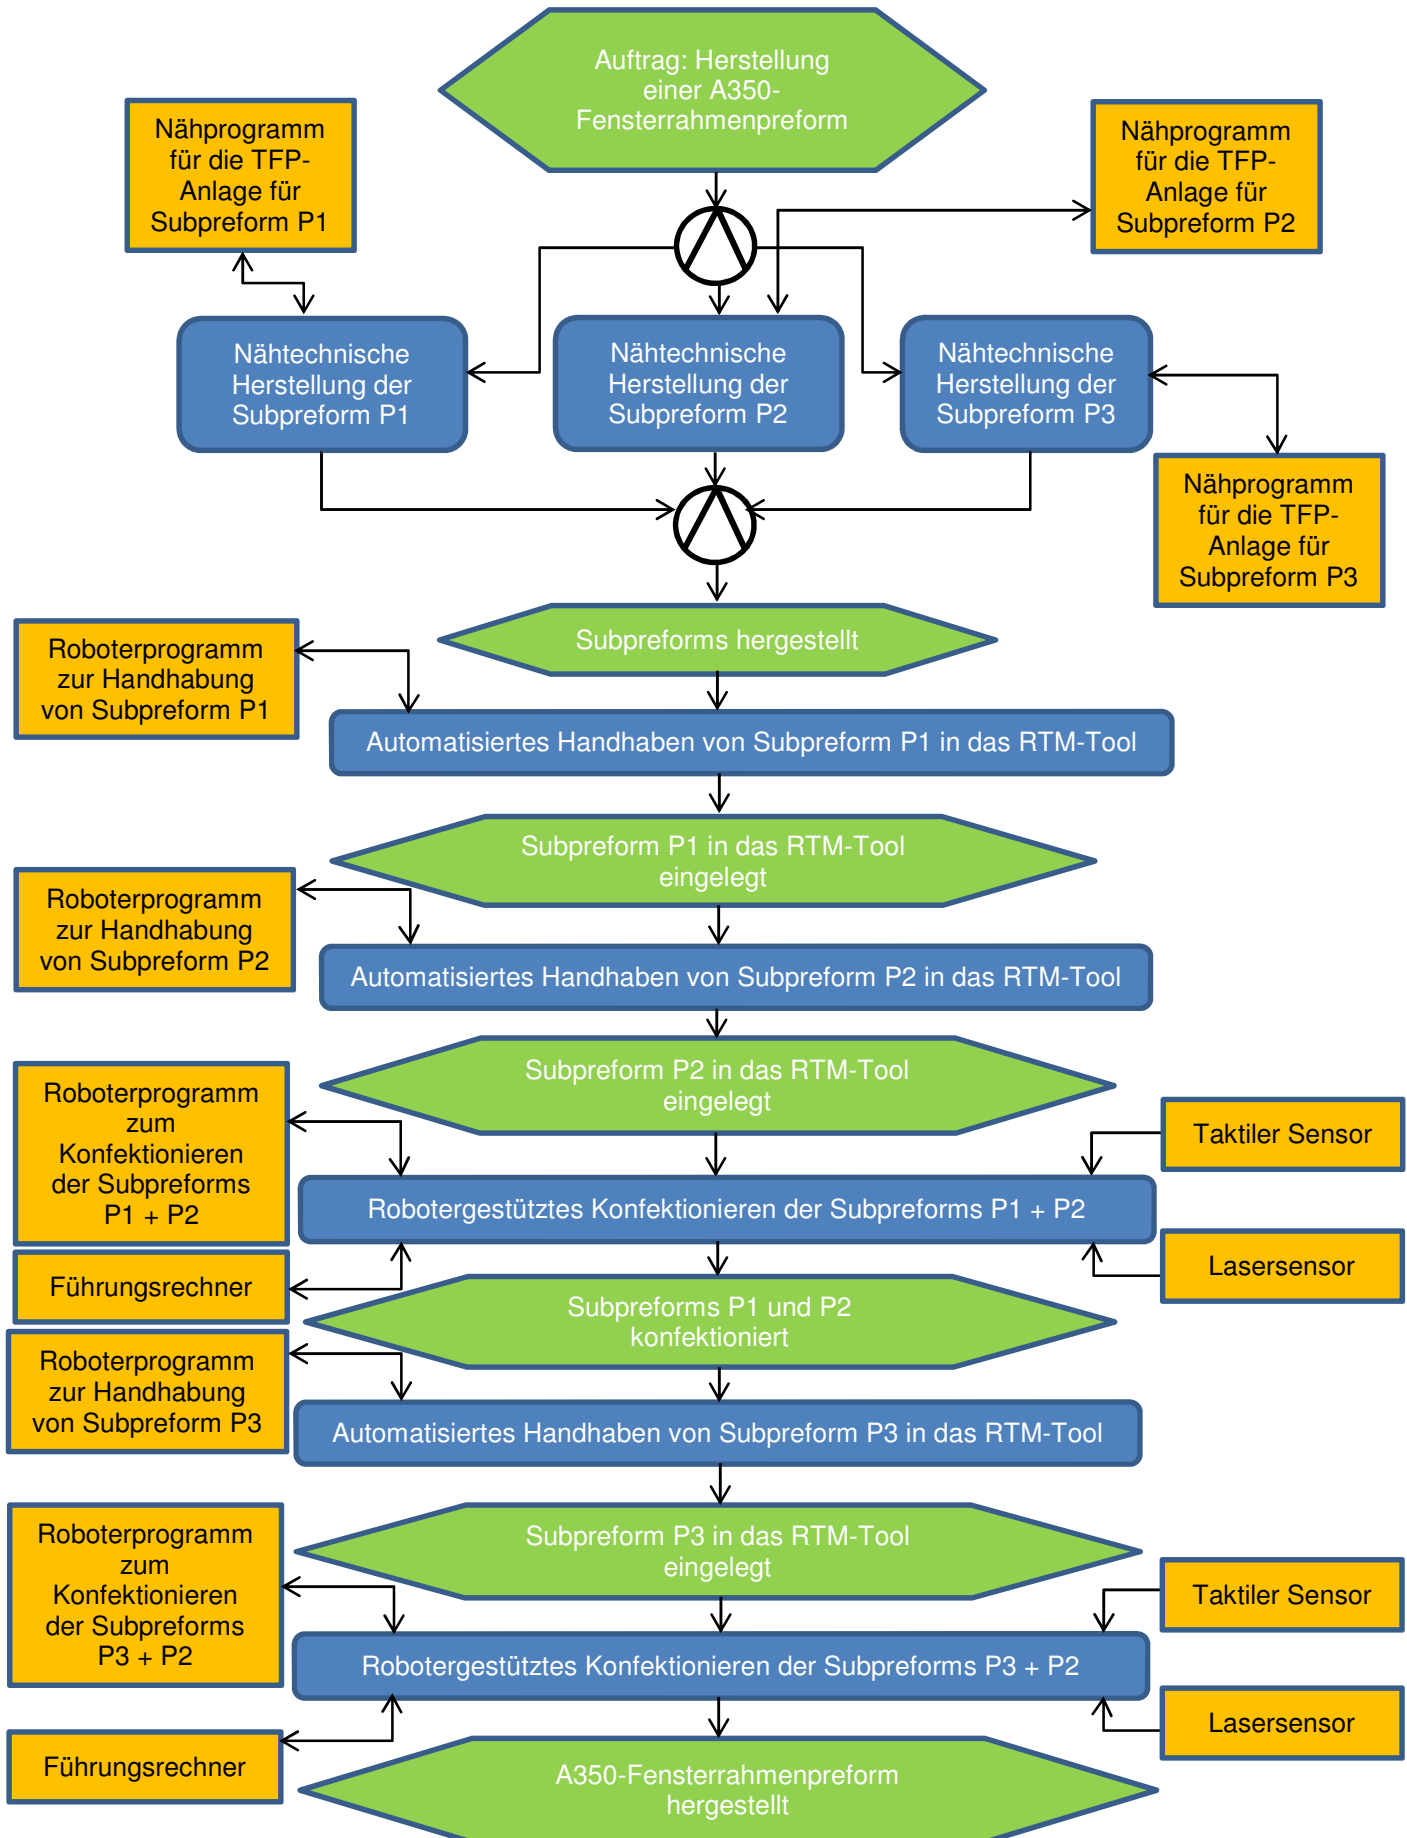 Auftrag: Herstellung
einer A350-
Fensterrahmenpreform
Nähprogramm
für die TFP-
Anlage für
Subpreform P1
Nähprogramm
für die TFP-
Anlage für
Subpreform P2
Nähtechnische
Herstellung der
Subpreform P1
Nähtechnische
Herstellung der
Subpreform P2
Nähtechnische
Herstellung der
Subpreform P3
Nähprogramm
für die TFP-
Anlage für
Subpreform P3
Subpreforms hergestellt
Roboterprogramm
zur Handhabung
von Subpreform P1
Automatisiertes Handhaben von Subpreform P1 in das RTM-Tool
Subpreform P1 in das RTM-Tool
eingelegt
Roboterprogramm
zur Handhabung
von Subpreform P2
Automatisiertes Handhaben von Subpreform P2 in das RTM-Tool
Subpreform P2 in das RTM-Tool
eingelegt
Roboterprogramm
zum
Konfektionieren
der Subpreforms
P1 + P2
Taktiler Sensor
Robotergestütztes Konfektionieren der Subpreforms P1 + P2
Führungsrechner
Lasersensor
Subpreforms P1 und P2
konfektioniert
Roboterprogramm
zur Handhabung
von Subpreform P3
Automatisiertes Handhaben von Subpreform P3 in das RTM-Tool
Subpreform P3 in das RTM-Tool
eingelegt
Roboterprogramm
zum
Konfektionieren
der Subpreforms
P3 + P2
Taktiler Sensor
Robotergestütztes Konfektionieren der Subpreforms P3 + P2
Lasersensor
Führungsrechner
A350-Fensterrahmenpreform
hergestellt